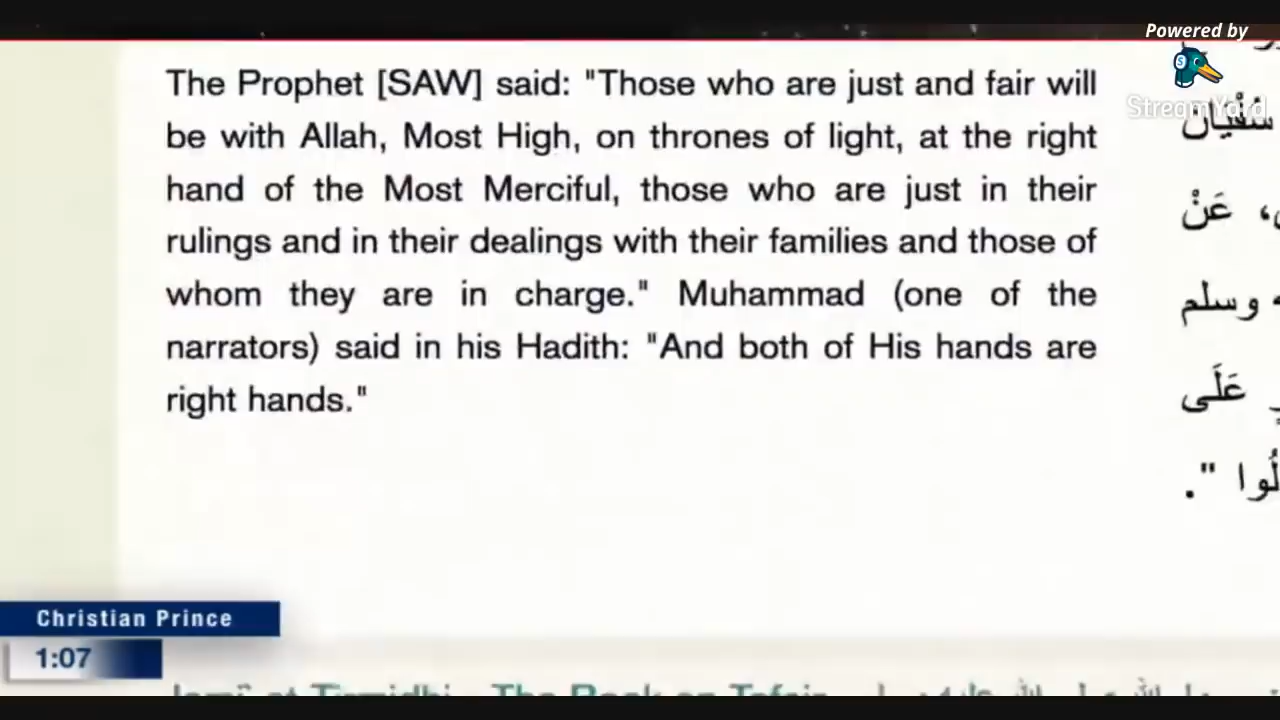 Powered by
StreamYard
The Prophet [SAW] said: "Those who are just and fair will
be with Allah, Most High, on thrones of light, at the right
hand of the Most Merciful, those who are just in their
rulings and in their dealings with their families and those of
whom they are in charge." Muhammad (one of the
narrators) said in his Hadith: "And both of His hands are
right hands."
سُفْيَان
عَنْ
وسلم
عَلَى
Christian Prince
1:07